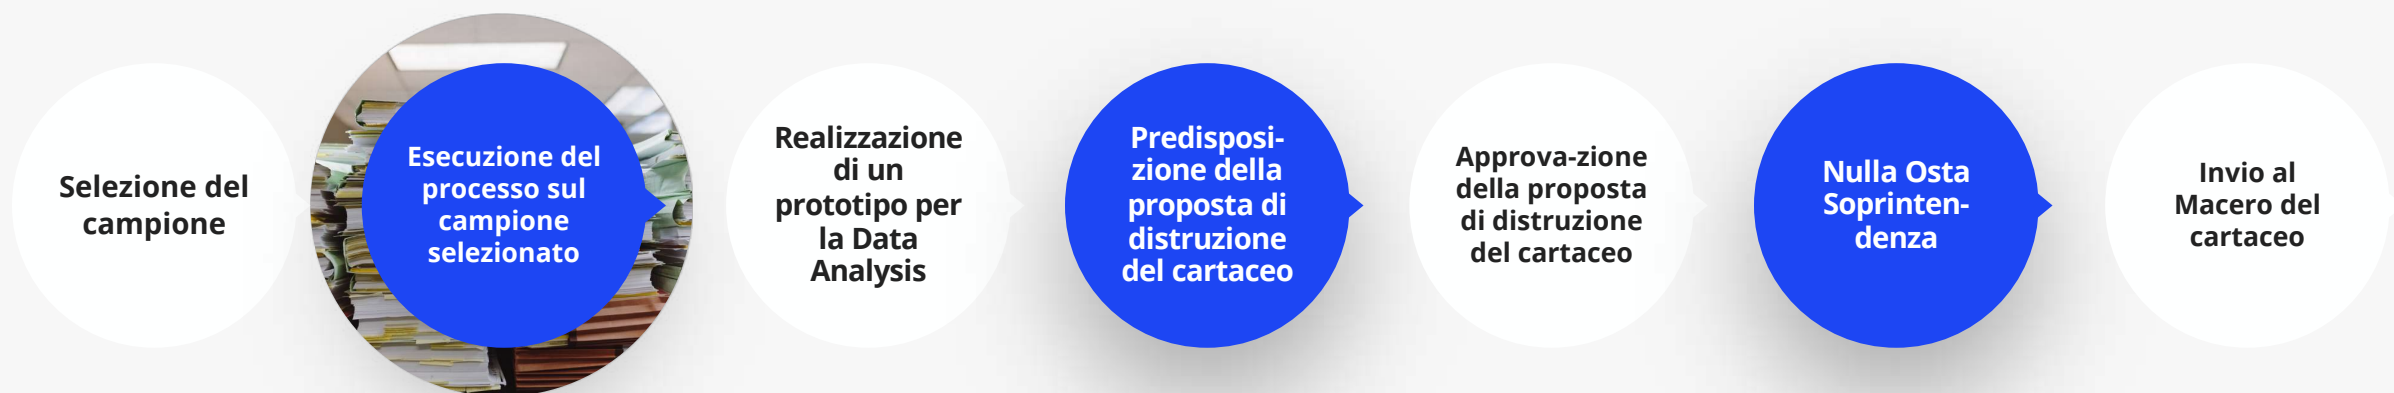 Selezione del
campione
Esecuzione del
processo sul
campione
selezionato
Realizzazione
di un
prototipo per
la Data
Analysis
Predisposi-
zione della
proposta di
distruzione
del cartaceo
Approva-zione
della proposta
di distruzione
del cartaceo
Nulla Osta
Soprinten-
denza
Invio al
Macero del
cartaceo